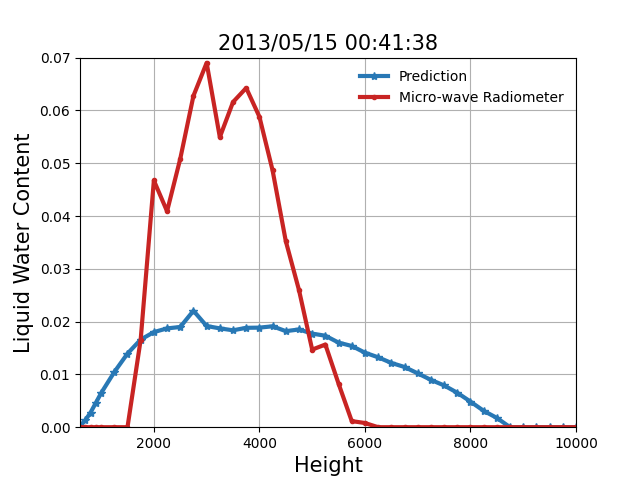 2013/05/15 00:41:38
Prediction
Micro-wave Radiometer
Liquid Water Content
0.07
0.06
0.05
0.04
0.03
0.02
0.01
0.00
2000 4000 6000 8000 10000
Height